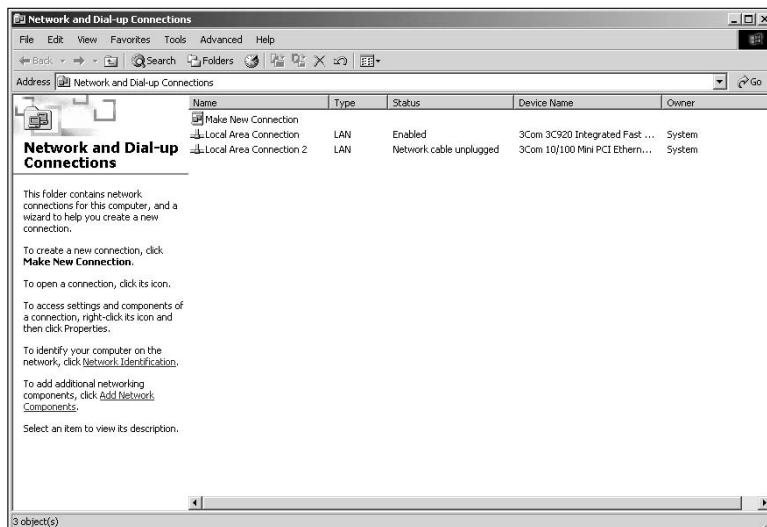 Network and Dial-up Connections
File Edit View Favorites Tools Advanced Help
Back Search Folders
Address Network and Dial-up Connections Go
Name Type Status Device Name Owner
Make New Connection
Local Area Connection LAN Enabled 3Com 3C920 Integrated Fast ... System
Local Area Connection 2 LAN Network cable unplugged 3Com 10/100 Mini PCI Ethern... System
Network and Dial-up
Connections
This folder contains network
connections for this computer, and a
wizard to help you create a new
connection.
To create a new connection, click
Make New Connection.
To open a connection, click its icon.
To access settings and components of
a connection, right-click its icon and
then click Properties.
To identify your computer on the
network, click Network Identification.
To add additional networking
components, click Add Network
Components.
Select an item to view its description.
3 object(s)